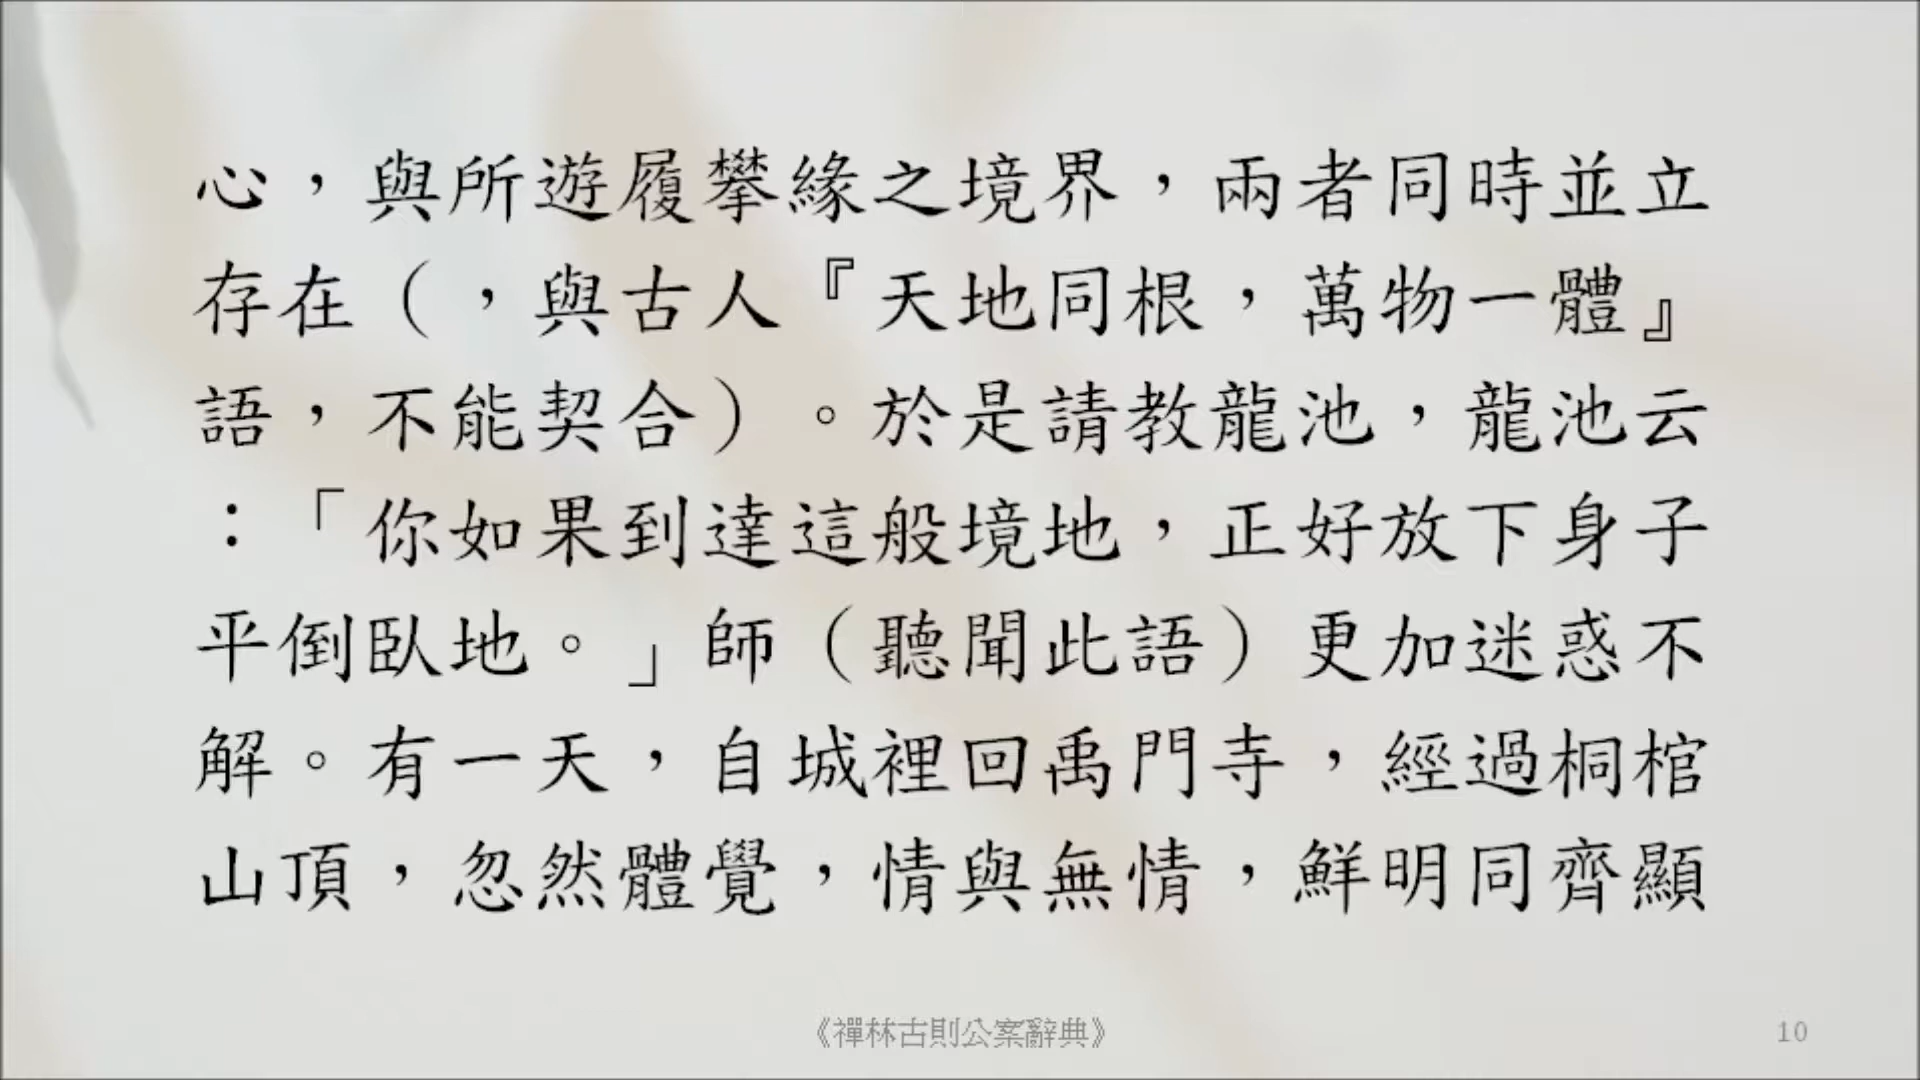 心，與所遊履攀緣之境界，兩者同時並立
存在（，與古人『天地同根，萬物一體』
語，不能契合）。於是請教龍池，龍池云
：「你如果到達這般境地，正好放下身子
平倒臥地。」師（聽聞此語）更加迷惑不
解。有一天，自城裡回禹門寺，經過桐棺
山頂，忽然體覺，情與無情，鮮明同齊顯
《禪林古則公案辭典》
10